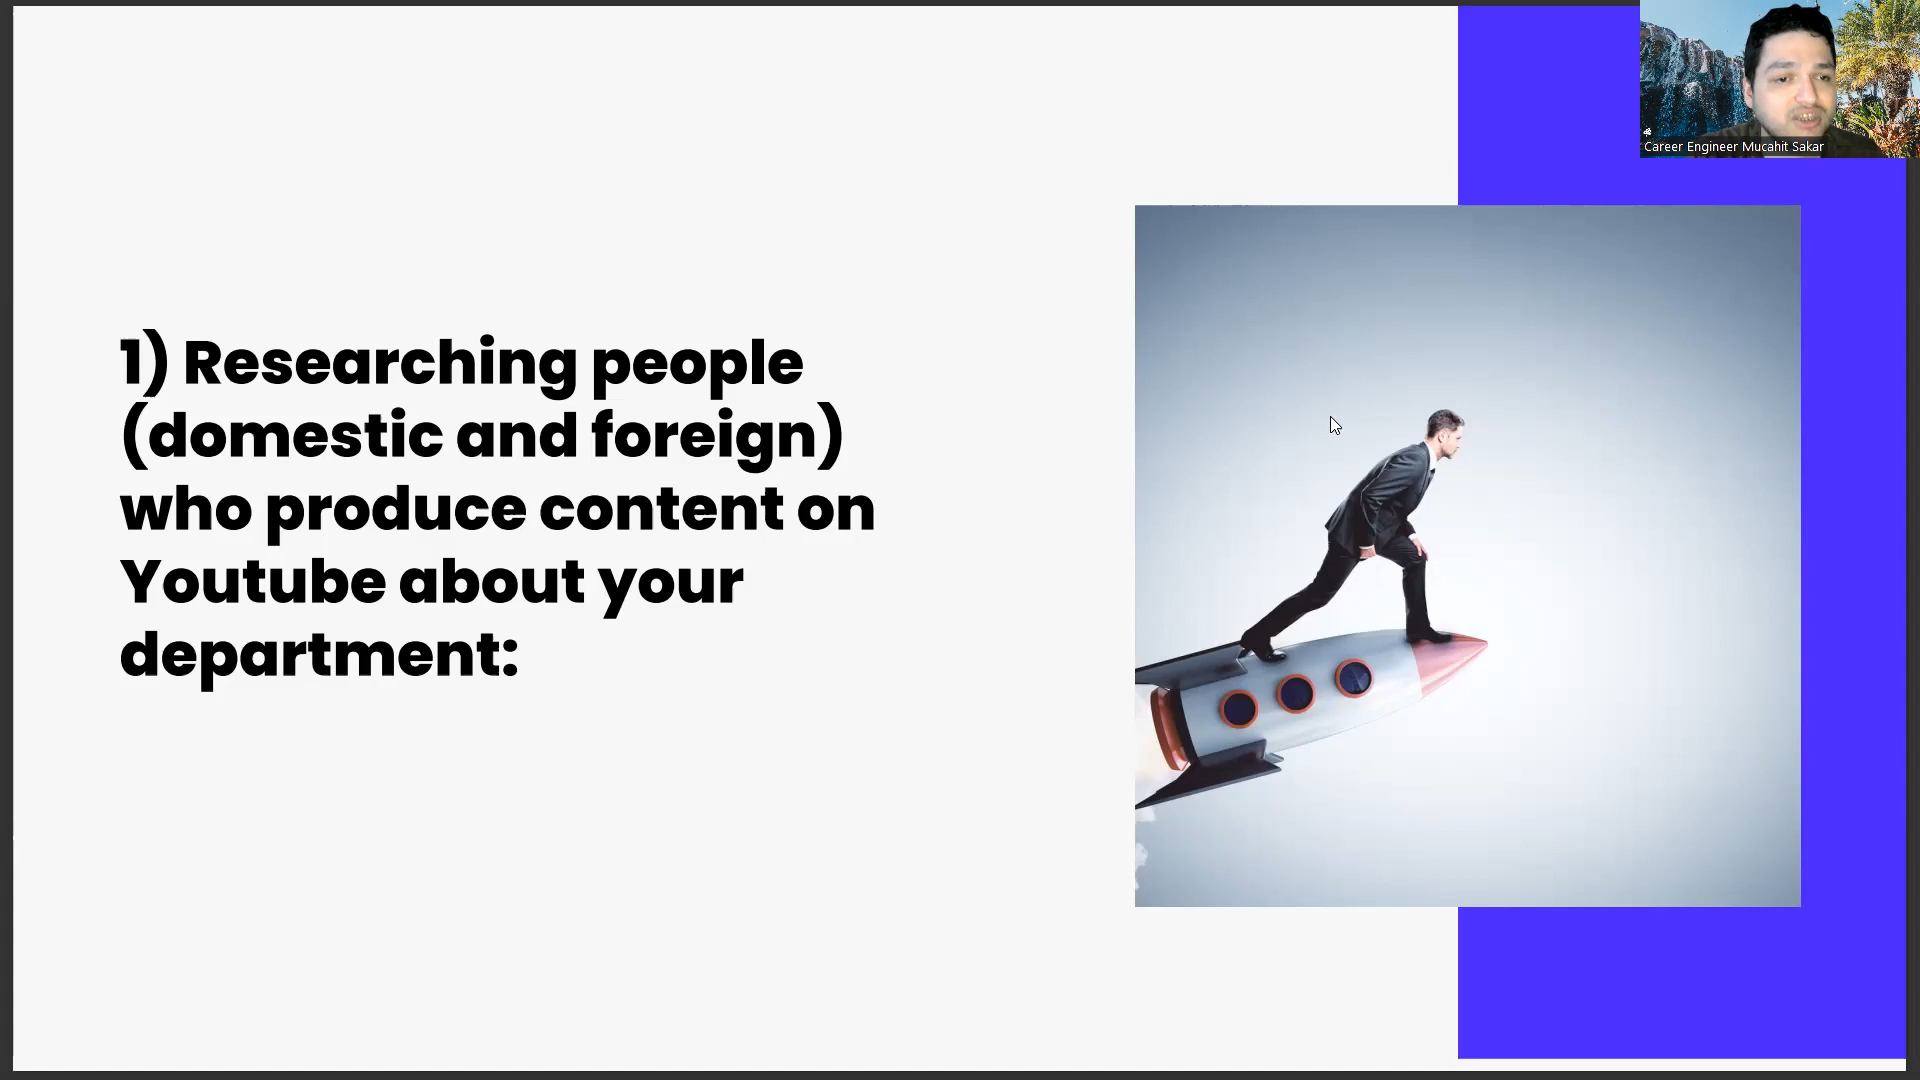 Career Engineer Mucahit Sakar
1) Researching people
(domestic and foreign)
who produce content on
Youtube about your
department: